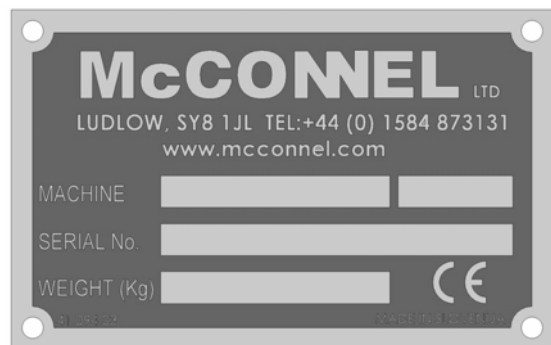 McCONNEL LTD
LUDLOW, SY8 1JL TEL:+44 (0) 1584 873131
www.mcconnel.com
MACHINE
SERIAL No.
WEIGHT (Kg)
CE